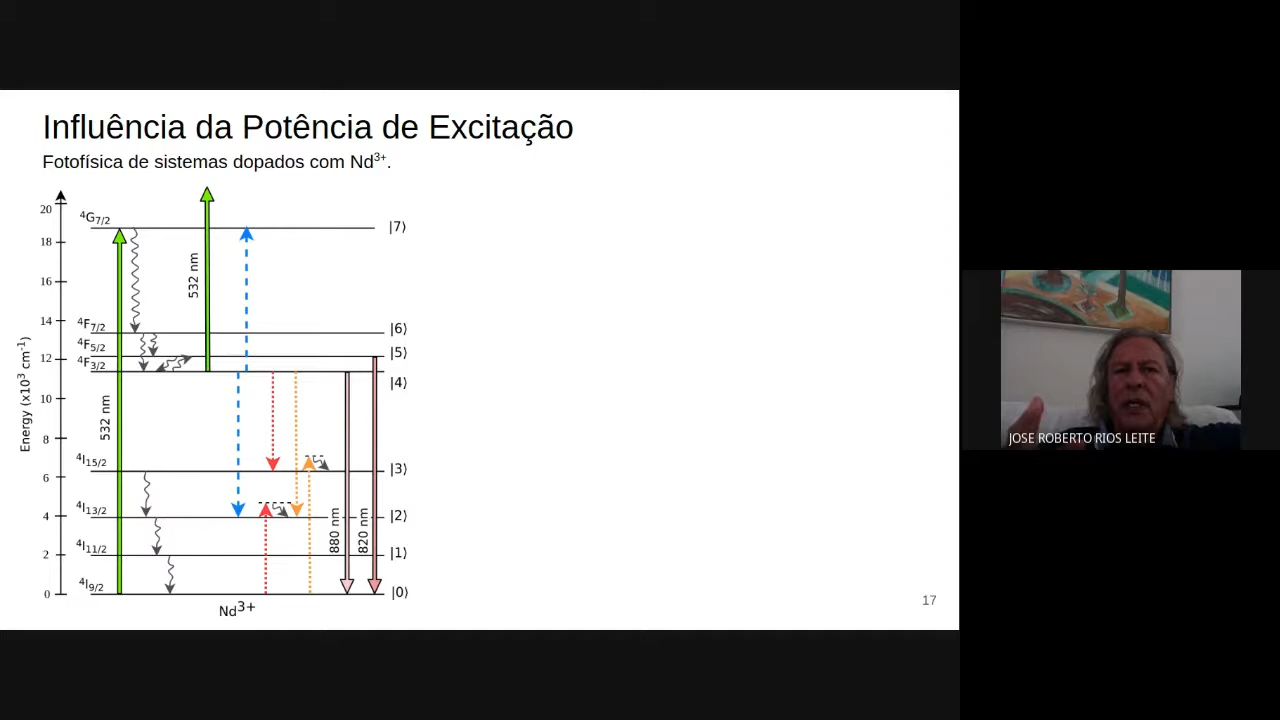 Influência da Potência de Excitação
Fotofísica de sistemas dopados com Nd³⁺.
Energy (x10³ cm⁻¹)
20
18
16
14
12
10
8
6
4
2
0
⁴G₇/₂
⁴F₇/₂
⁴F₅/₂
⁴F₃/₂
⁴I₁₅/₂
⁴I₁₃/₂
⁴I₁₁/₂
⁴I₉/₂
532 nm
532 nm
880 nm
820 nm
|7⟩
|6⟩
|5⟩
|4⟩
|3⟩
|2⟩
|1⟩
|0⟩
Nd³⁺
17
JOSE ROBERTO RIOS LEITE